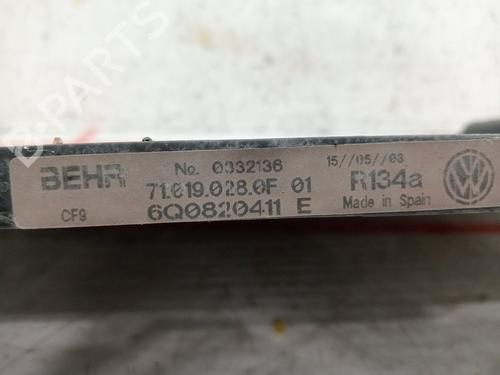 BEHR
No. 0332136
15//05//03
71.619.028.0F 01
R134a
CF9
6Q0820411 E
Made in Spain
B-PARTS